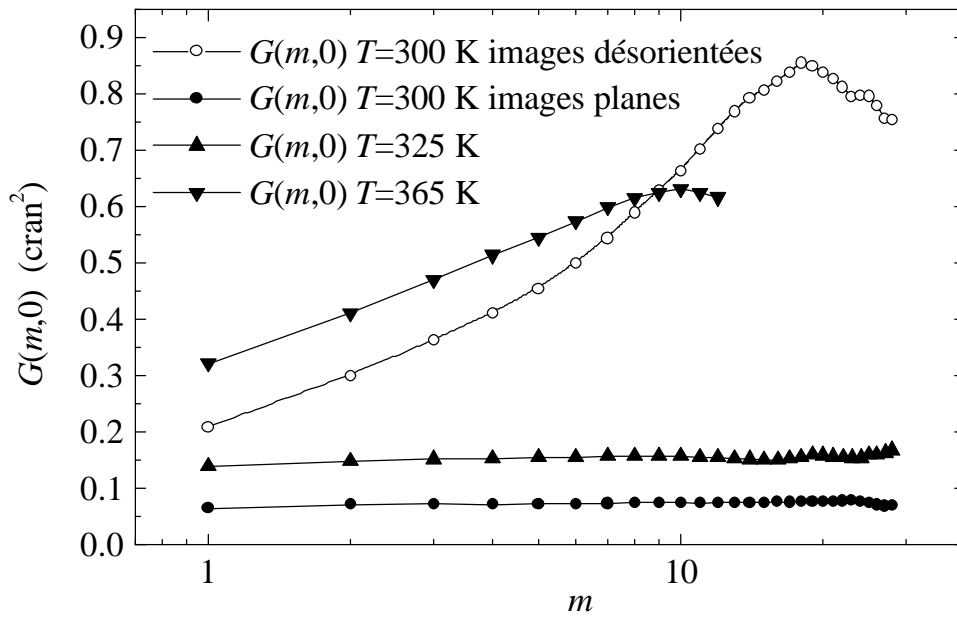 0.9
0.8
0.7
0.6
0.5
0.4
0.3
0.2
0.1
0.0
G(m,0) (cran²)
G(m,0) T=300 K images désorientées
G(m,0) T=300 K images planes
G(m,0) T=325 K
G(m,0) T=365 K
1
10
m